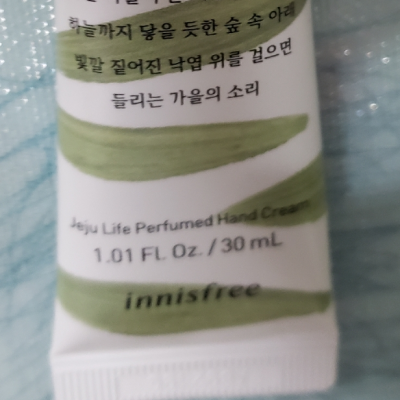 하늘까지 닿을 듯한 숲 속 아래
빛깔 짙어진 낙엽 위를 걸으면
들리는 가을의 소리
Jeju Life Perfumed Hand Cream
1.01 FL. Oz. / 30 mL
innisfree